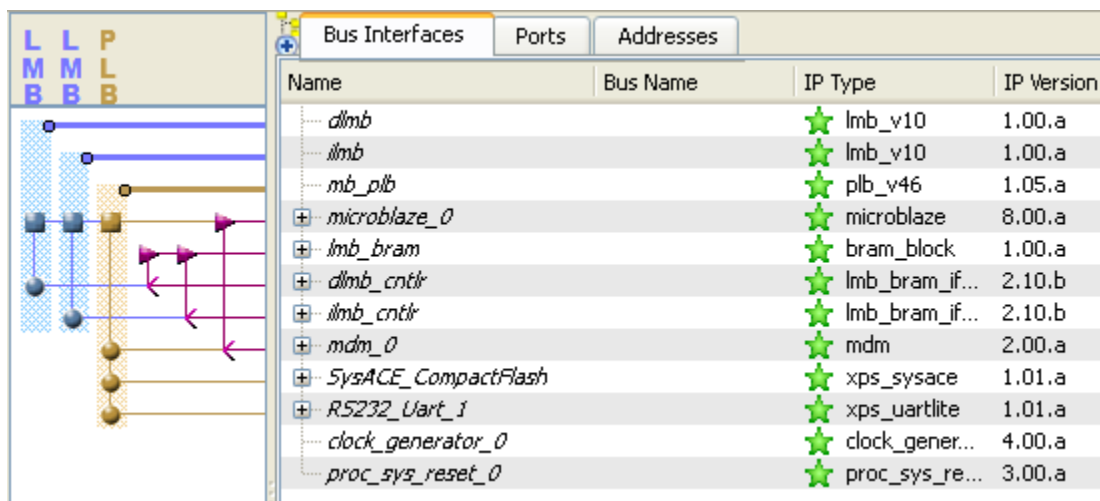 L L P
M M L
B B B
Bus Interfaces Ports Addresses
Name Bus Name IP Type IP Version
dlmb lmb_v10 1.00.a
ilmb lmb_v10 1.00.a
mb_plb plb_v46 1.05.a
microblaze_0 microblaze 8.00.a
lmb_bram bram_block 1.00.a
dlmb_cntlr lmb_bram_if... 2.10.b
ilmb_cntlr lmb_bram_if... 2.10.b
mdm_0 mdm 2.00.a
SysACE_CompactFlash xps_sysace 1.01.a
RS232_Uart_1 xps_uartlite 1.01.a
clock_generator_0 clock_gener... 4.00.a
proc_sys_reset_0 proc_sys_re... 3.00.a